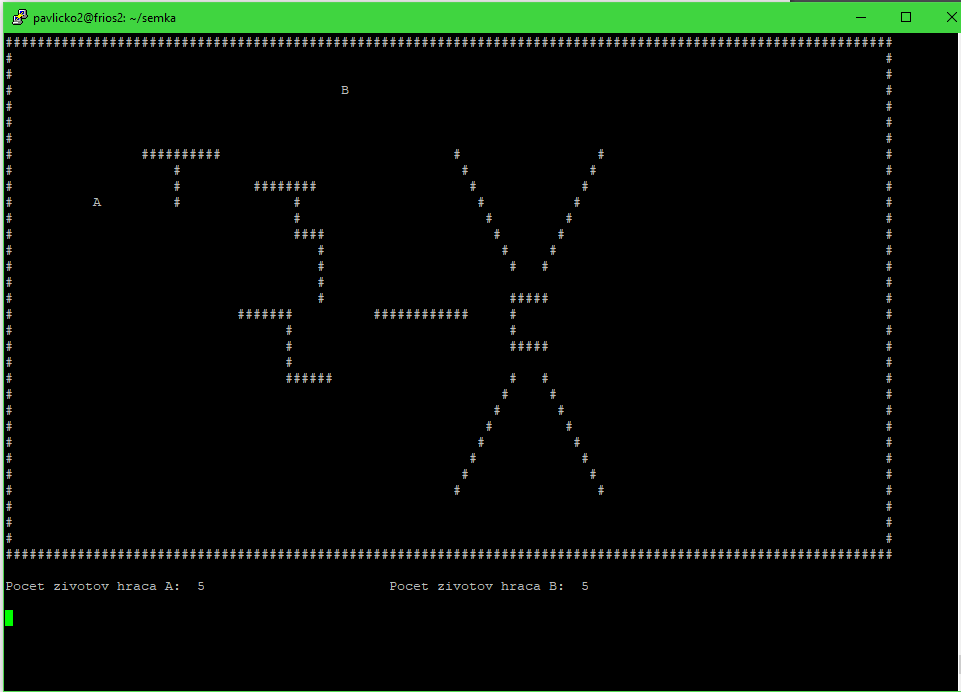 pavlicko2@frios2: ~/semka
B
A
Pocet zivotov hraca A: 5 Pocet zivotov hraca B: 5